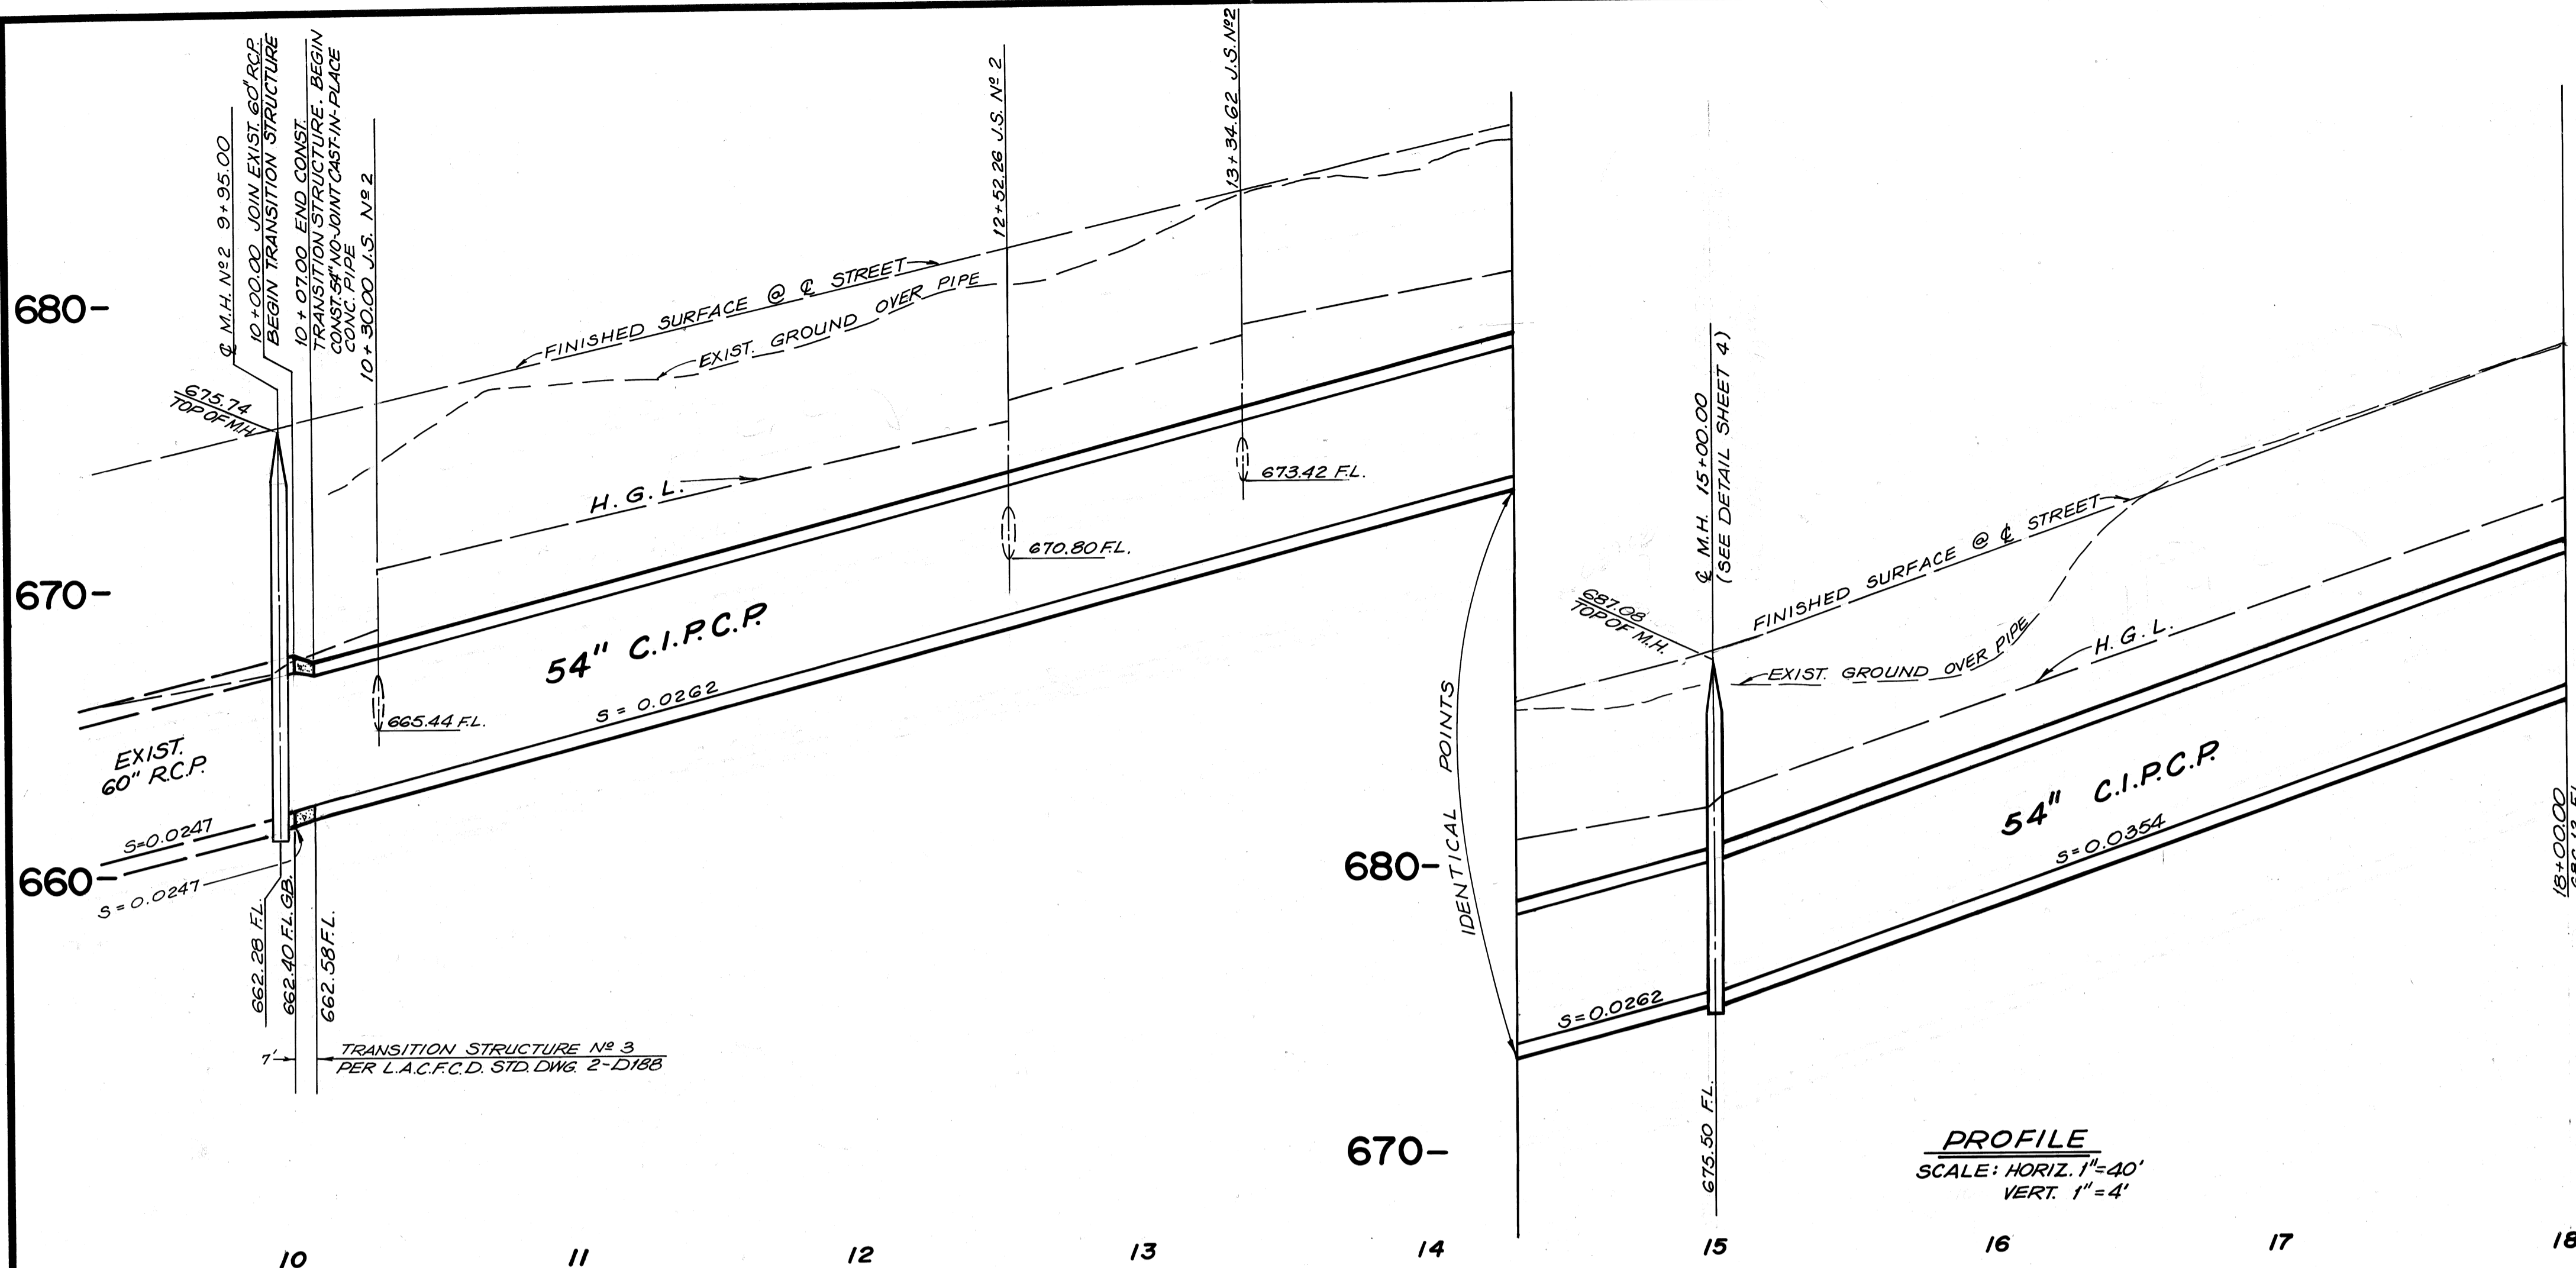 680-
670-
660-
℄ M.H. Nº 2 9+95.00
10+00.00 JOIN EXIST. 60" R.C.P.
BEGIN TRANSITION STRUCTURE
10+07.00 END CONST.
TRANSITION STRUCTURE. BEGIN
CONST. 54" NO-JOINT CAST-IN-PLACE
CONC. PIPE
10+30.00 J.S. Nº 2
12+52.26 J.S. Nº 2
13+34.62 J.S. Nº 2
675.74
TOP OF M.H.
FINISHED SURFACE @ ℄ STREET
EXIST. GROUND OVER PIPE
H. G. L.
673.42 F.L.
670.80 F.L.
54" C.I.P.C.P.
S = 0.0262
665.44 F.L.
EXIST.
60" R.C.P.
S=0.0247
S=0.0247
662.28 F.L.
662.40 F.L. GB.
662.58 F.L.
7'
TRANSITION STRUCTURE Nº 3
PER L.A.C.F.C.D. STD. DWG. 2-D188
IDENTICAL POINTS
680-
670-
℄ M.H. 15+00.00
(SEE DETAIL SHEET 4)
687.08
TOP OF M.H.
FINISHED SURFACE @ ℄ STREET
EXIST. GROUND OVER PIPE
H. G. L.
54" C.I.P.C.P.
S=0.0354
S=0.0262
675.50 F.L.
18+00.00
PROFILE
SCALE: HORIZ. 1"=40'
VERT. 1"=4'
10 11 12 13 14 15 16 17 18